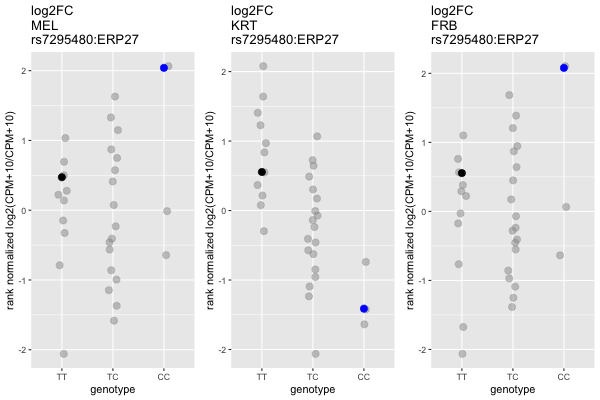 log2FC
MEL
rs7295480:ERP27
rank normalized log2(CPM+10/CPM+10)
2
1
0
-1
-2
TT
TC
CC
genotype
log2FC
KRT
rs7295480:ERP27
rank normalized log2(CPM+10/CPM+10)
2
1
0
-1
-2
TT
TC
CC
genotype
log2FC
FRB
rs7295480:ERP27
rank normalized log2(CPM+10/CPM+10)
2
1
0
-1
-2
TT
TC
CC
genotype